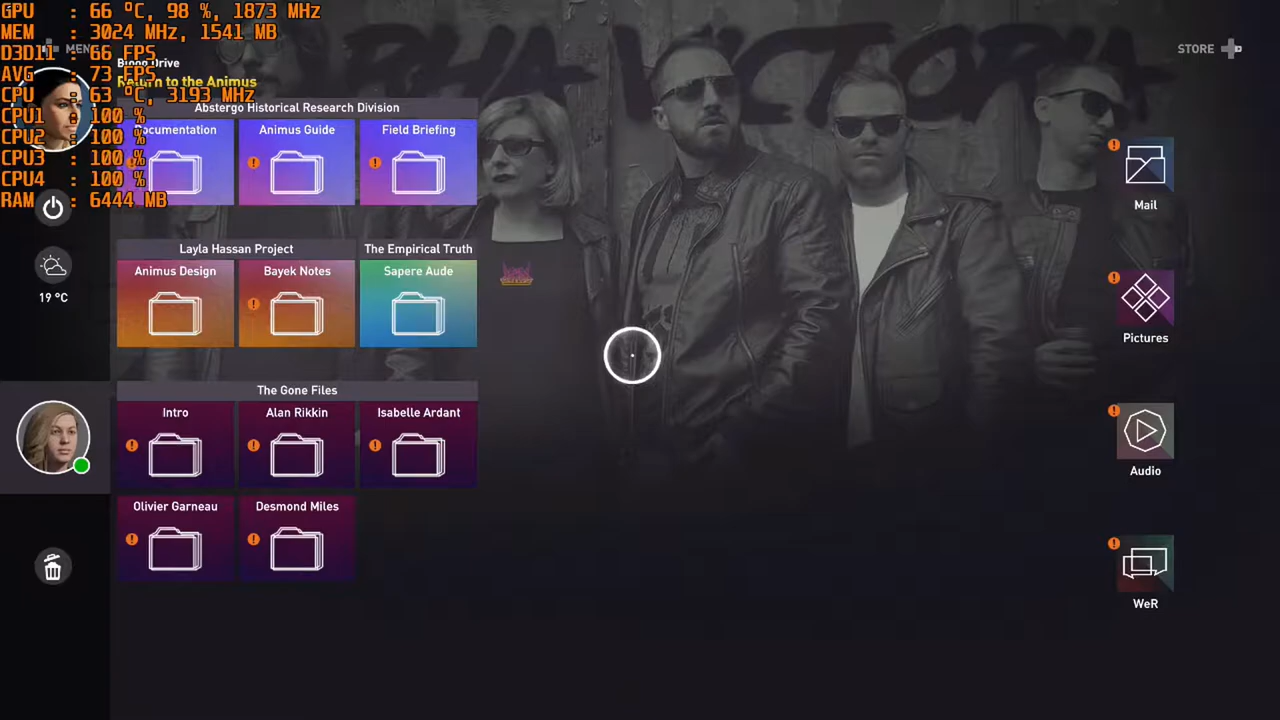 GPU : 66 °C, 98 %, 1873 MHz
MEM : 3024 MHz, 1541 MB
D3D11 : 66 FPS
AVG : 73 FPS
CPU : 63 °C, 3193 MHz
CPU1 : 100 %
CPU2 : 100 %
CPU3 : 100 %
CPU4 : 100 %
RAM : 6444 MB
STORE
Return to the Animus
Abstergo Historical Research Division
Animus Guide
Field Briefing
Layla Hassan Project
The Empirical Truth
Animus Design
Bayek Notes
Sapere Aude
19 °C
The Gone Files
Intro
Alan Rikkin
Isabelle Ardant
Olivier Garneau
Desmond Miles
Mail
Pictures
Audio
WeR